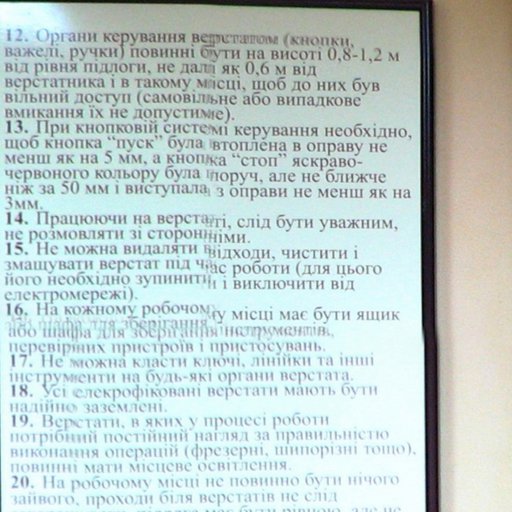 12. Органи керування верстатом (кнопки,
важелі, ручки) повинні бути на висоті 0,8-1,2 м
від рівня підлоги, не далі як 0,6 м від
верстатника і в такому місці, щоб до них був
вільний доступ (самовільне або випадкове
вмикання їх не допустиме).
13. При кнопковій системі керування необхідно,
щоб кнопка “пуск” була втоплена в оправу не
менш як на 5 мм, а кнопка “стоп” яскраво-
червоного кольору була поруч, але не ближче
ніж за 50 мм і виступала з оправи не менш як на
3мм.
14. Працюючи на верстаті, слід бути уважним,
не розмовляти зі сторонніми.
15. Не можна видаляти відходи, чистити і
змащувати верстат під час роботи (для цього
його необхідно зупинити і виключити від
електромережі).
16. На кожному робочому місці має бути ящик
або шафа для зберігання інструментів,
перевірних пристроїв і пристосувань.
17. Не можна класти ключі, лінійки та інші
інструменти на будь-які органи верстата.
18. Усі елекрофіковані верстати мають бути
надійно заземлені.
19. Верстати, в яких у процесі роботи
потрібний постійний нагляд за правильністю
виконання операцій (фрезерні, шипорізні тощо),
повинні мати місцеве освітлення.
20. На робочому місці не повинно бути нічого
зайвого, проходи біля верстатів не слід